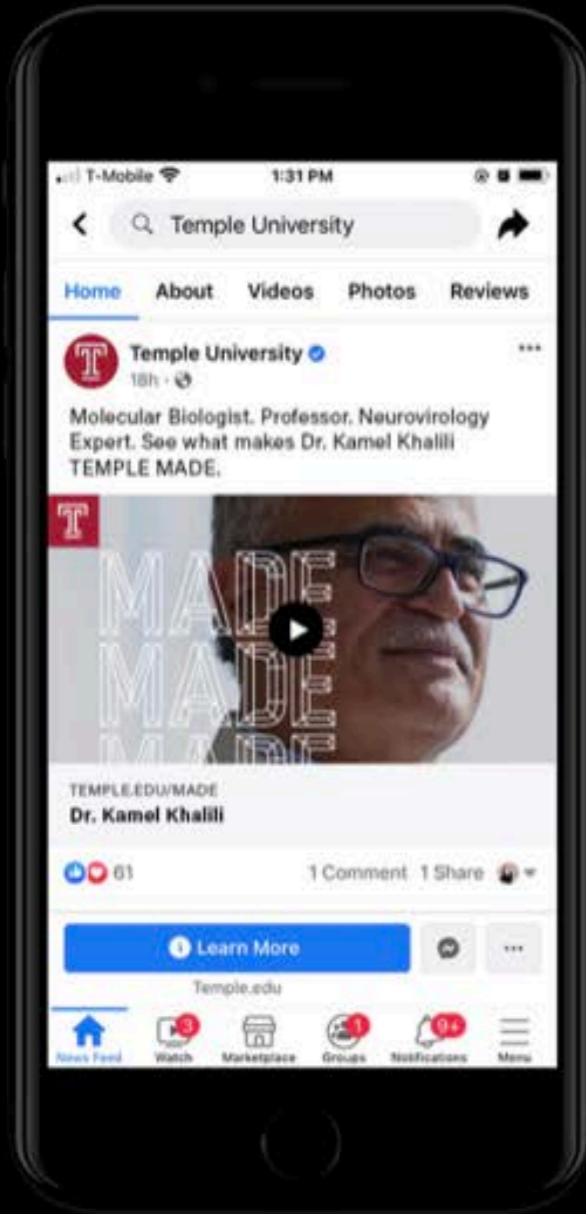 T-Mobile 1:31 PM
Temple University
Home About Videos Photos Reviews
T Temple University
18h
Molecular Biologist. Professor. Neurovirology
Expert. See what makes Dr. Kamel Khalili
TEMPLE MADE.
T
MADE
MADE
MADE
TEMPLE.EDU/MADE
Dr. Kamel Khalili
61 1 Comment 1 Share
Learn More
Temple.edu
3 1 9+
News Feed Watch Marketplace Groups Notifications Menu